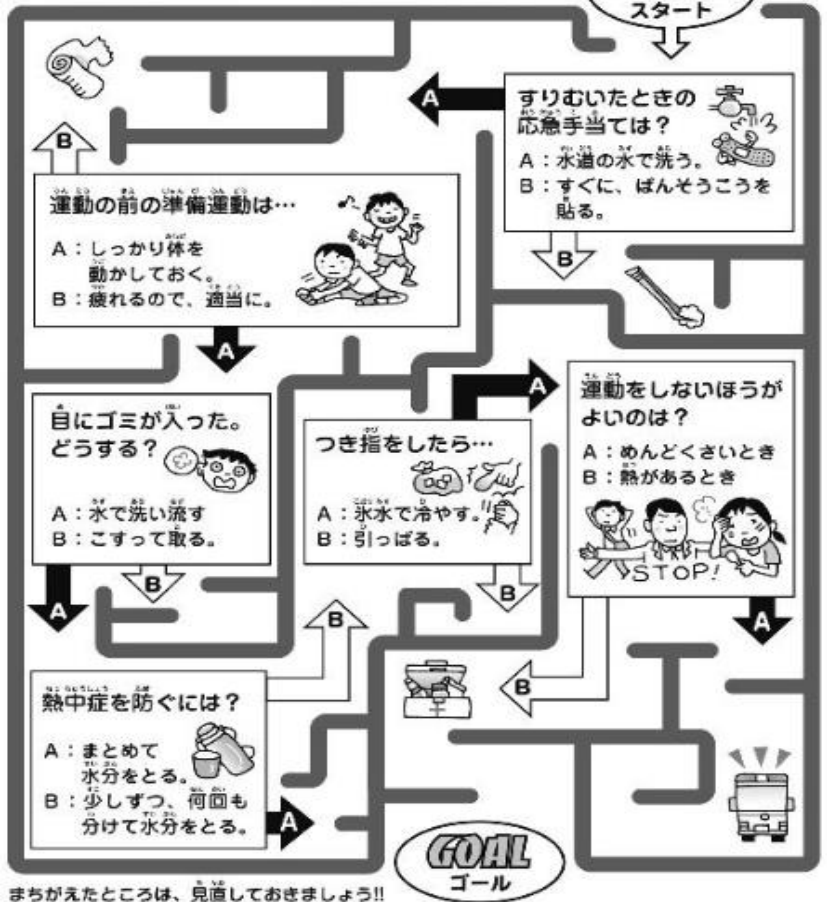 スタート
すりむいたときの
応急手当ては？
A：水道の水で洗う。
B：すぐに、ばんそうこうを
貼る。
A
B
B
運動の前の準備運動は…
A：しっかり体を
動かしておく。
B：疲れるので、適当に。
A
目にゴミが入った。
どうする？
A：水で洗い流す
B：こすって取る。
A
B
つき指をしたら…
A：氷水で冷やす。
B：引っぱる。
A
B
運動をしないほうが
よいのは？
A：めんどくさいとき
B：熱があるとき
STOP!
A
B
熱中症を防ぐには？
A：まとめて
水分をとる。
B：少しずつ、何回も
分けて水分をとる。
B
A
GOAL
ゴール
まちがえたところは、見直しておきましょう!!